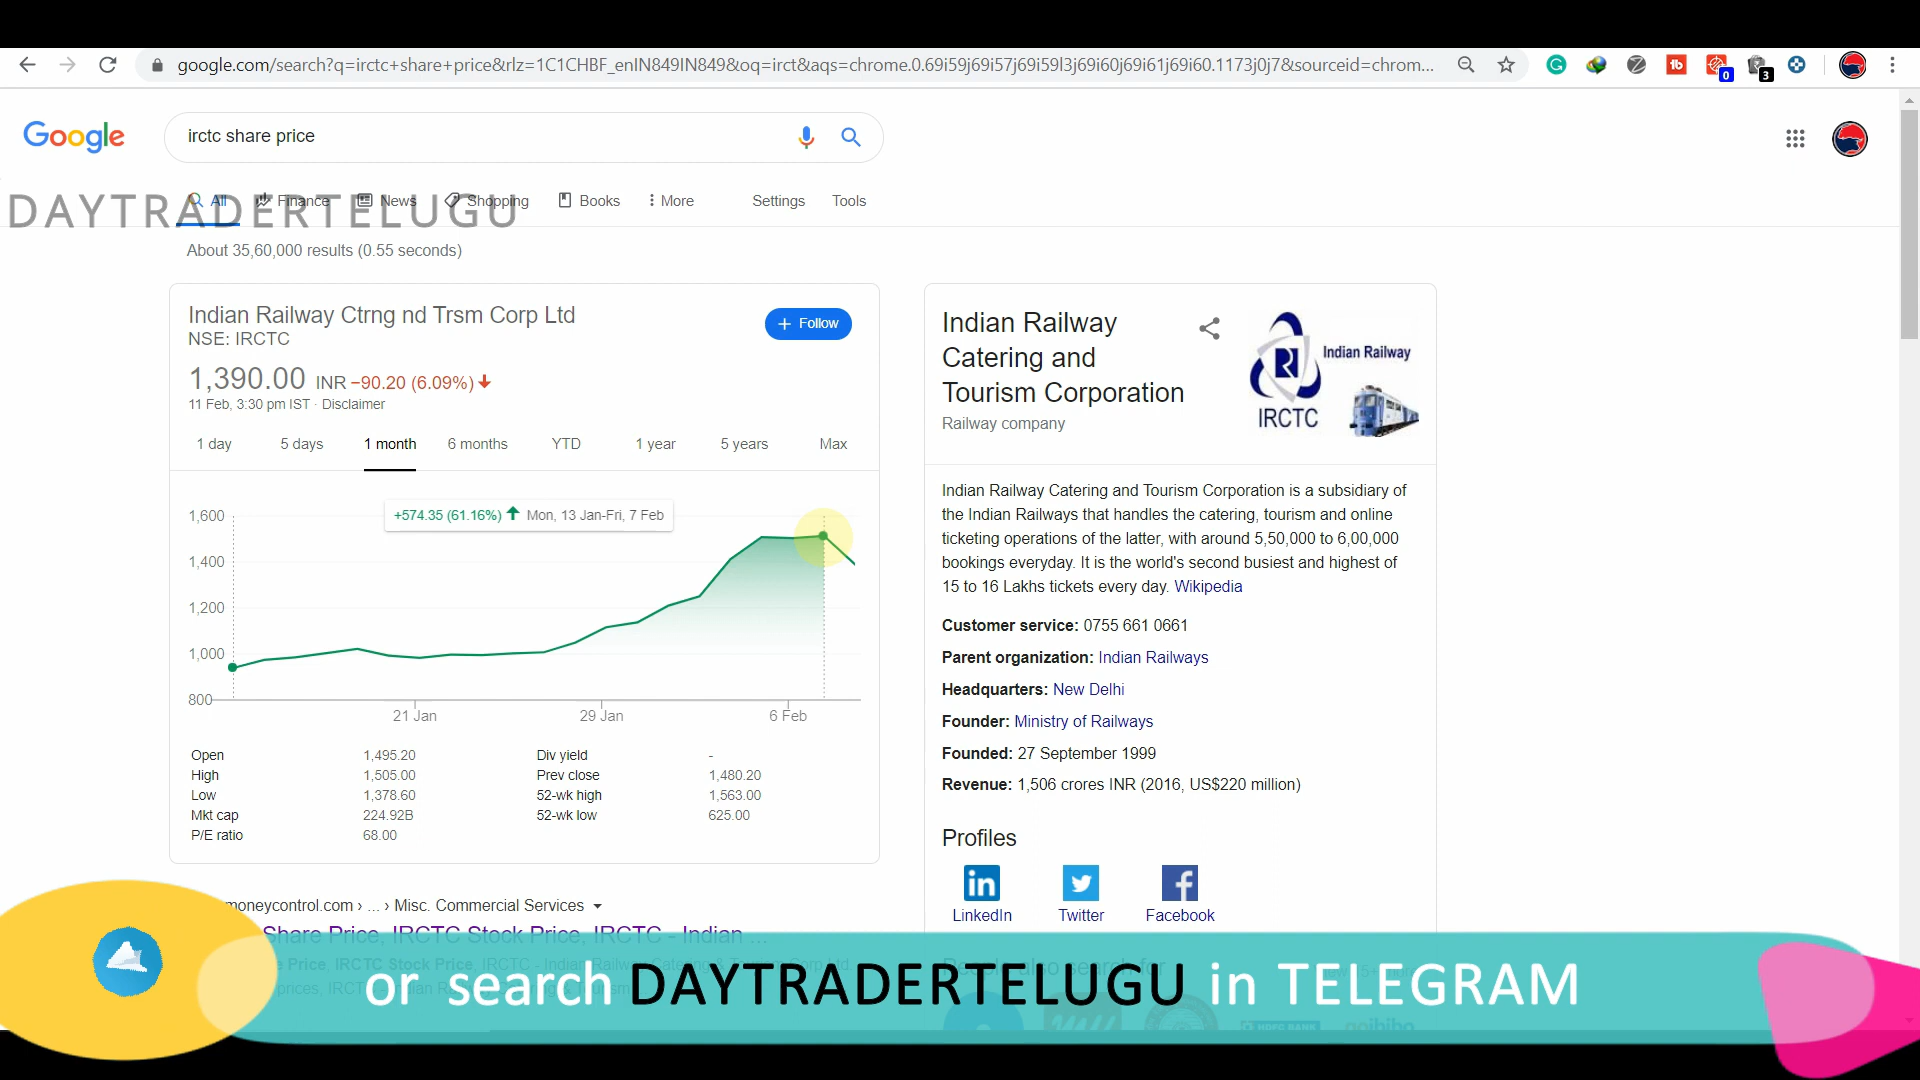 google.com/search?q=irctc+share+price&rlz=1C1CHBF_enIN849IN849&oq=irct&aqs=chrome.0.69i59j69i57j69i59l3j69i60j69i61j69i60.1173j0j7&sourceid=chrom...
Google
irctc share price
DAYTRADERTELUGU
All Finance News Shopping Books More Settings Tools
About 35,60,000 results (0.55 seconds)
Indian Railway Ctrng nd Trsm Corp Ltd
NSE: IRCTC
+ Follow
1,390.00 INR −90.20 (6.09%)
11 Feb, 3:30 pm IST · Disclaimer
1 day 5 days 1 month 6 months YTD 1 year 5 years Max
+574.35 (61.16%) Mon, 13 Jan-Fri, 7 Feb
1,600
1,400
1,200
1,000
800
21 Jan 29 Jan 6 Feb
Open 1,495.20 Div yield -
High 1,505.00 Prev close 1,480.20
Low 1,378.60 52-wk high 1,563.00
Mkt cap 224.92B 52-wk low 625.00
P/E ratio 68.00
Indian Railway
Catering and
Tourism Corporation
Railway company
Indian Railway
IRCTC
Indian Railway Catering and Tourism Corporation is a subsidiary of
the Indian Railways that handles the catering, tourism and online
ticketing operations of the latter, with around 5,50,000 to 6,00,000
bookings everyday. It is the world's second busiest and highest of
15 to 16 Lakhs tickets every day. Wikipedia
Customer service: 0755 661 0661
Parent organization: Indian Railways
Headquarters: New Delhi
Founder: Ministry of Railways
Founded: 27 September 1999
Revenue: 1,506 crores INR (2016, US$220 million)
Profiles
LinkedIn Twitter Facebook
moneycontrol.com › ... › Misc. Commercial Services
Share Price, IRCTC Stock Price, IRCTC - Indian ...
or search DAYTRADERTELUGU in TELEGRAM